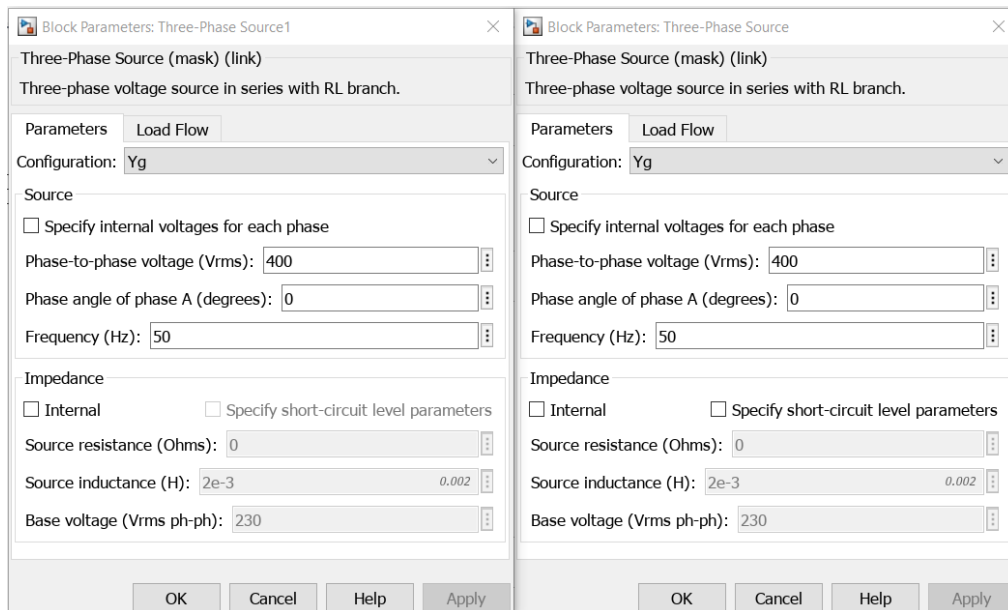 Block Parameters: Three-Phase Source1
Three-Phase Source (mask) (link)
Three-phase voltage source in series with RL branch.
Parameters Load Flow
Configuration: Yg
Source
Specify internal voltages for each phase
Phase-to-phase voltage (Vrms): 400
Phase angle of phase A (degrees): 0
Frequency (Hz): 50
Impedance
Internal Specify short-circuit level parameters
Source resistance (Ohms): 0
Source inductance (H): 2e-3 0.002
Base voltage (Vrms ph-ph): 230
OK Cancel Help Apply
Block Parameters: Three-Phase Source
Three-Phase Source (mask) (link)
Three-phase voltage source in series with RL branch.
Parameters Load Flow
Configuration: Yg
Source
Specify internal voltages for each phase
Phase-to-phase voltage (Vrms): 400
Phase angle of phase A (degrees): 0
Frequency (Hz): 50
Impedance
Internal Specify short-circuit level parameters
Source resistance (Ohms): 0
Source inductance (H): 2e-3 0.002
Base voltage (Vrms ph-ph): 230
OK Cancel Help Apply